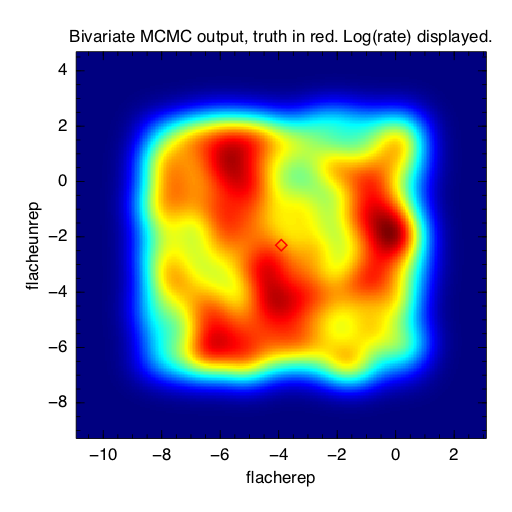 Bivariate MCMC output, truth in red. Log(rate) displayed.
4
2
0
−2
−4
−6
−8
flacheunrep
−10 −8 −6 −4 −2 0 2
flacherep